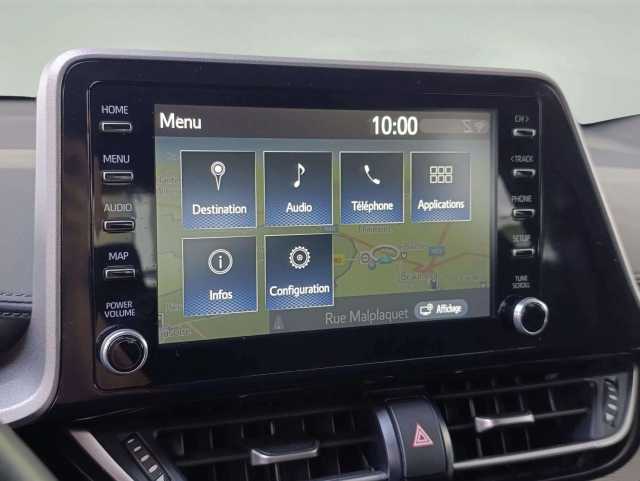 HOME
MENU
AUDIO
MAP
POWER
VOLUME
Menu
10:00
Destination
Audio
Téléphone
Applications
Infos
Configuration
Rue Malplaquet
Affichage
CH >
< TRACK
PHONE
SETUP
TUNE
SCROLL